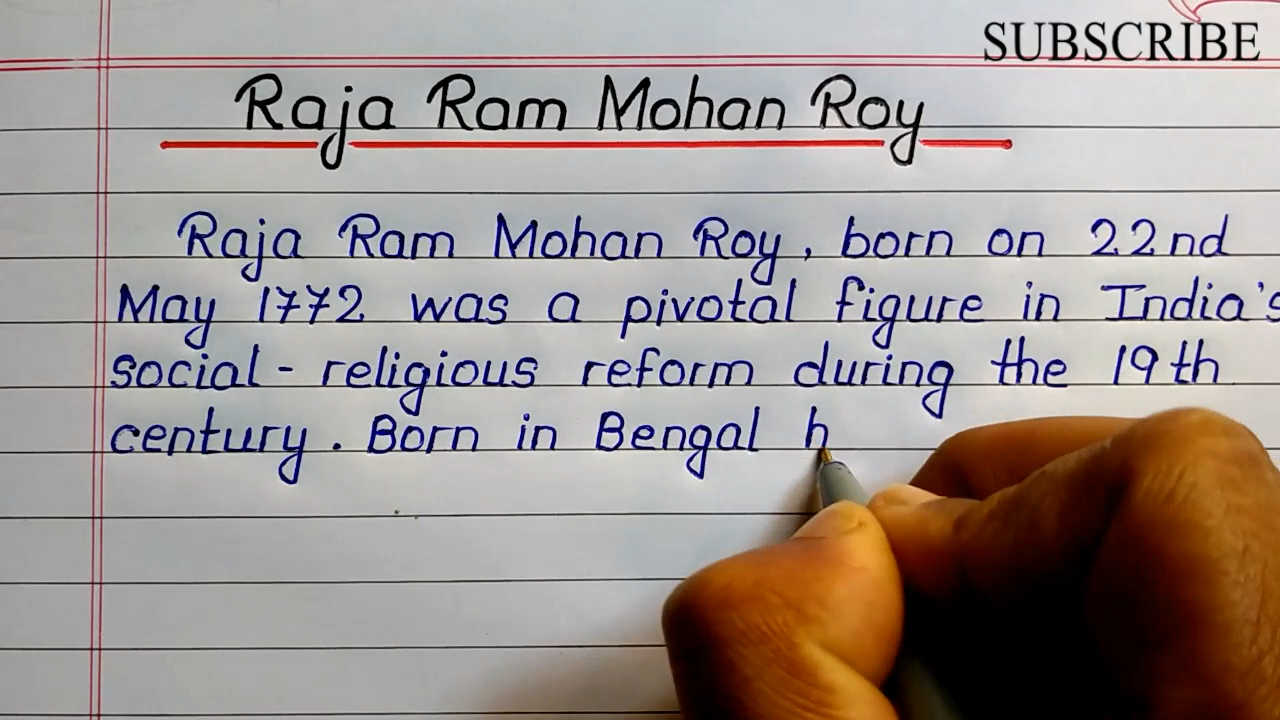 SUBSCRIBE
Raja Ram Mohan Roy
Raja Ram Mohan Roy, born on 22nd
May 1772 was a pivotal figure in India's
social - religious reform during the 19th
century. Born in Bengal h